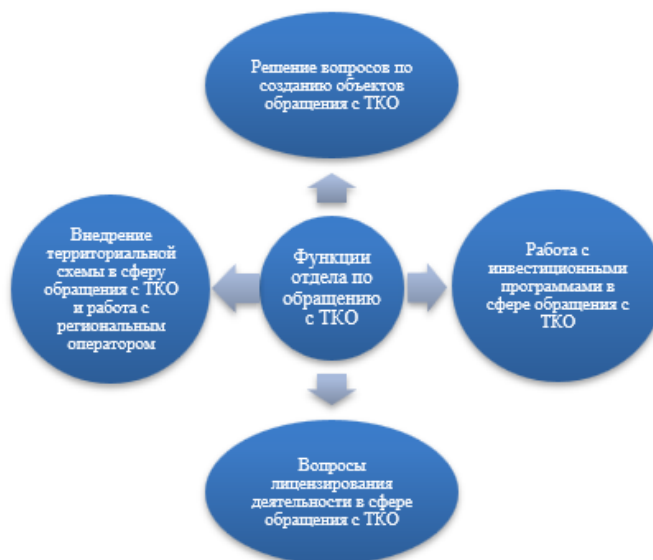 Решение вопросов по
созданию объектов
обращения с ТКО
Внедрение
территориальной
схемы в сферу
обращения с ТКО
и работа с
региональным
оператором
Функции
отдела по
обращению
с ТКО
Работа с
инвестиционными
программами в
сфере обращения с
ТКО
Вопросы
лицензирования
деятельности в сфере
обращения с ТКО